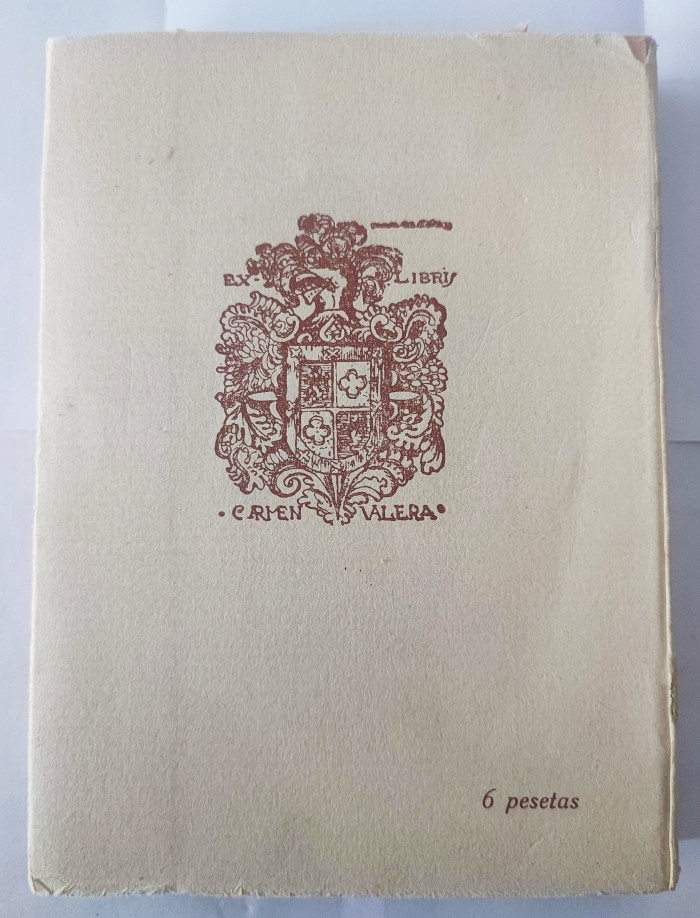 EX-LIBRIS
· CARMEN VALERA ·
6 pesetas